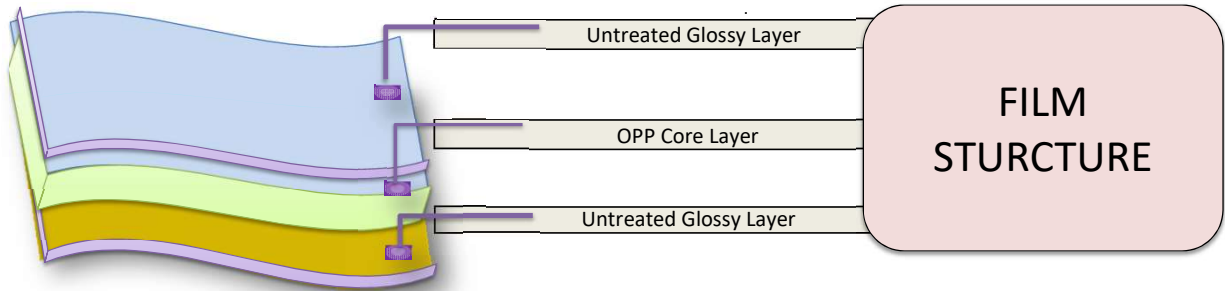 Untreated Glossy Layer
OPP Core Layer
Untreated Glossy Layer
FILM
STURCTURE